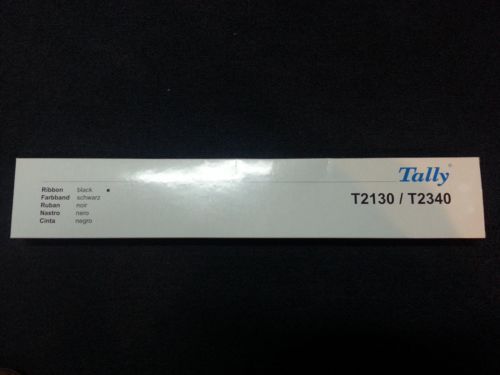 Tally®
T2130 / T2340
Ribbon black
Farbband schwarz
Ruban noir
Nastro nero
Cinta negro